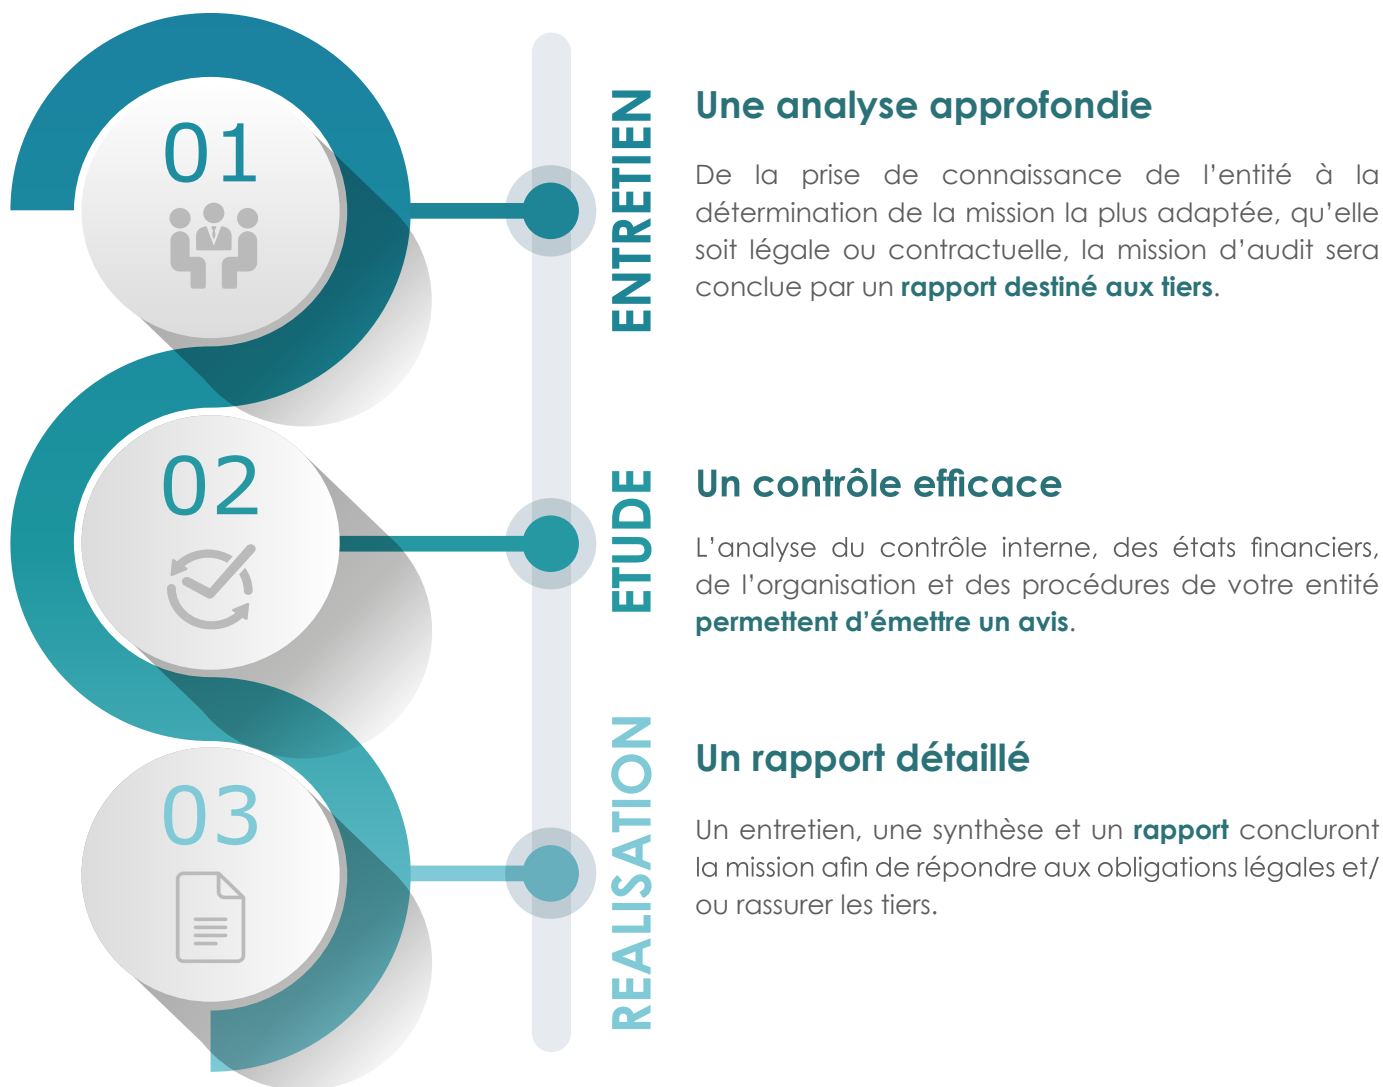 01
ENTRETIEN
Une analyse approfondie
De la prise de connaissance de l’entité à la
détermination de la mission la plus adaptée, qu’elle
soit légale ou contractuelle, la mission d’audit sera
conclue par un rapport destiné aux tiers.
02
ETUDE
Un contrôle efficace
L’analyse du contrôle interne, des états financiers,
de l’organisation et des procédures de votre entité
permettent d’émettre un avis.
03
REALISATION
Un rapport détaillé
Un entretien, une synthèse et un rapport concluront
la mission afin de répondre aux obligations légales et/
ou rassurer les tiers.